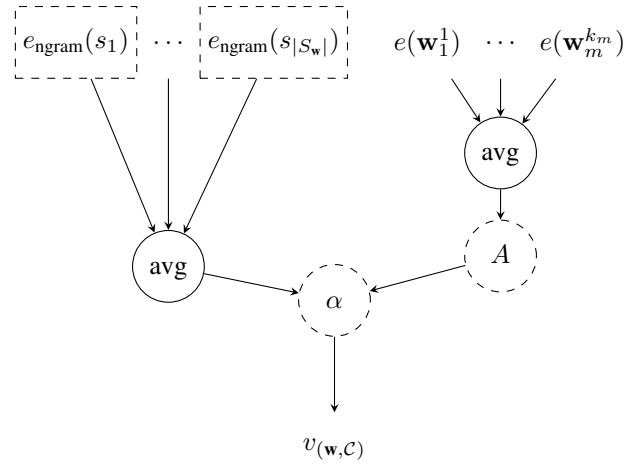 e_ngram(s_1) ··· e_ngram(s_|S_w|) e(w_1^1) ··· e(w_m^{k_m})
avg
avg A
α
v_(w,C)